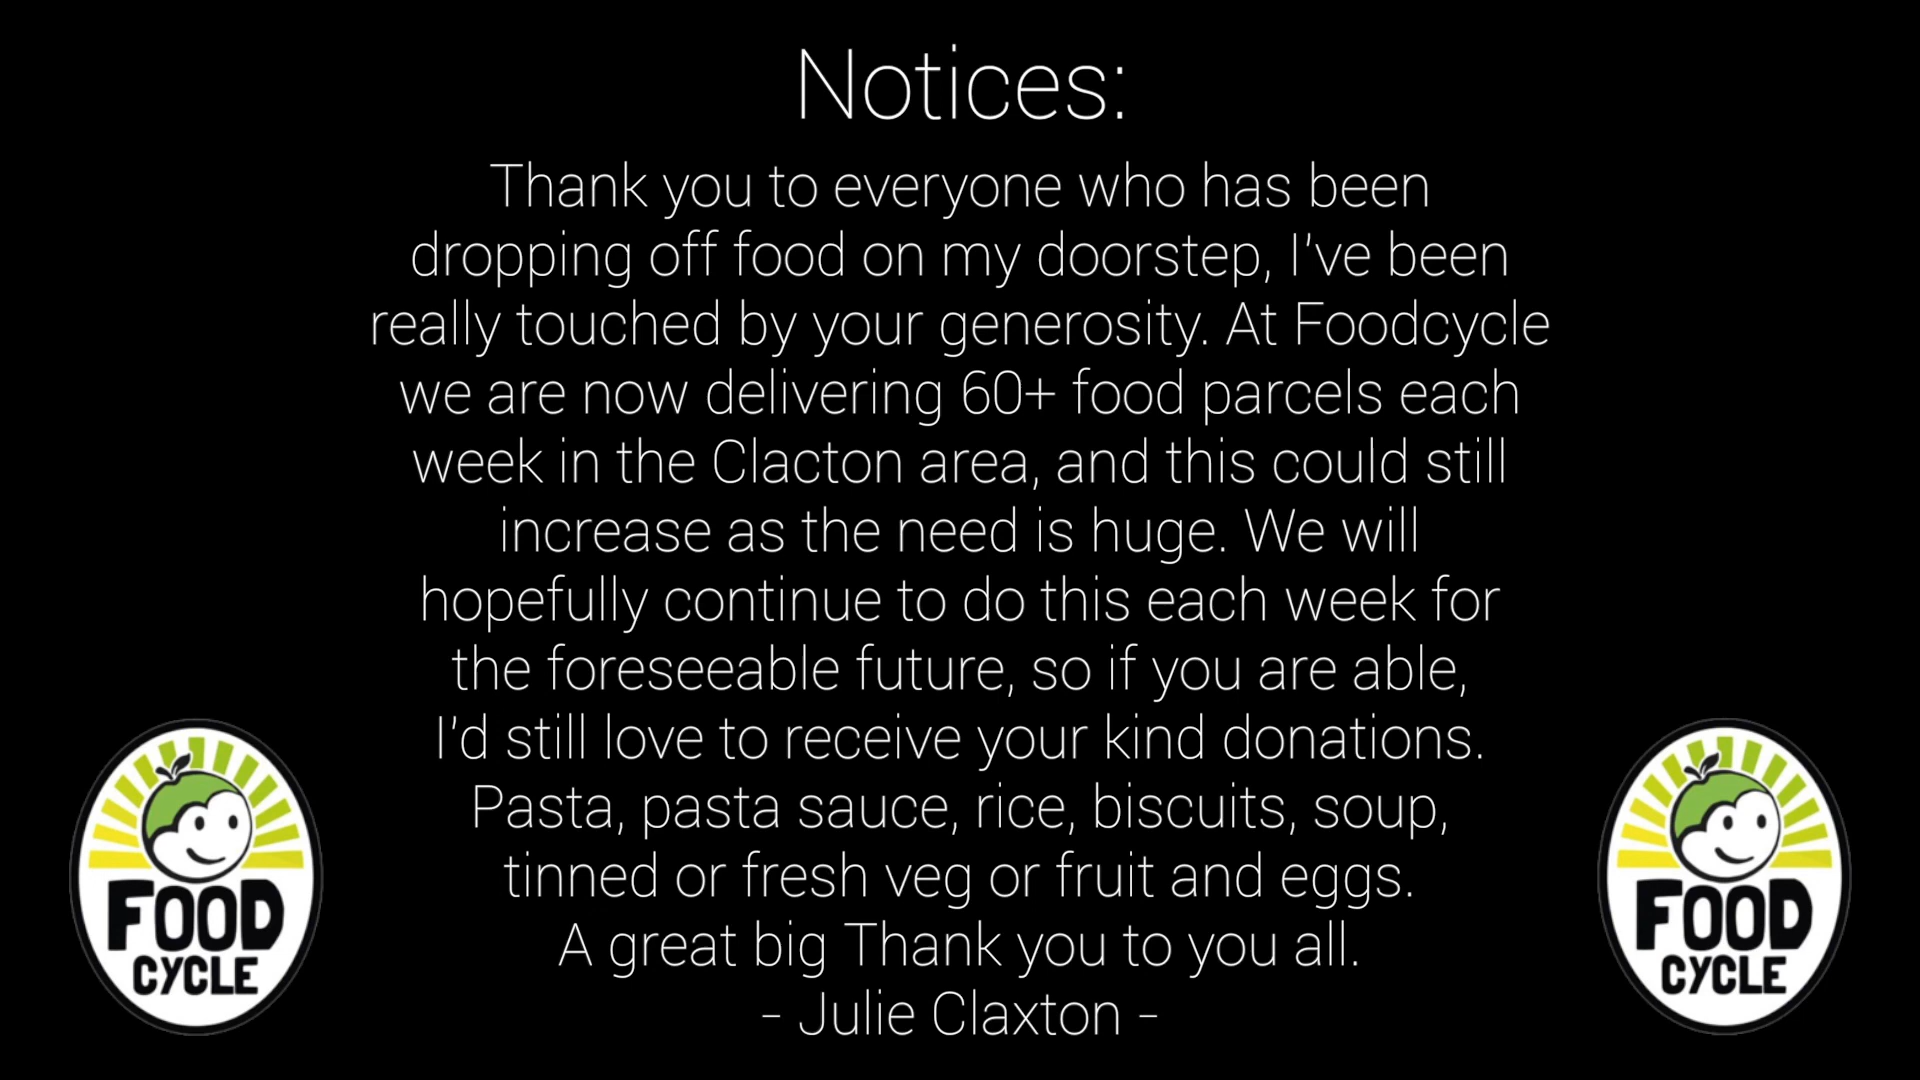 Notices:
Thank you to everyone who has been
dropping off food on my doorstep, I've been
really touched by your generosity. At Foodcycle
we are now delivering 60+ food parcels each
week in the Clacton area, and this could still
increase as the need is huge. We will
hopefully continue to do this each week for
the foreseeable future, so if you are able,
I'd still love to receive your kind donations.
Pasta, pasta sauce, rice, biscuits, soup,
tinned or fresh veg or fruit and eggs.
A great big Thank you to you all.
- Julie Claxton -
FOOD
CYCLE
FOOD
CYCLE